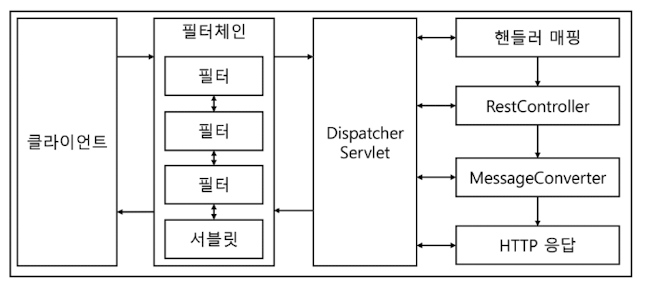 클라이언트
필터체인
필터
필터
필터
서블릿
Dispatcher
Servlet
핸들러 매핑
RestController
MessageConverter
HTTP 응답